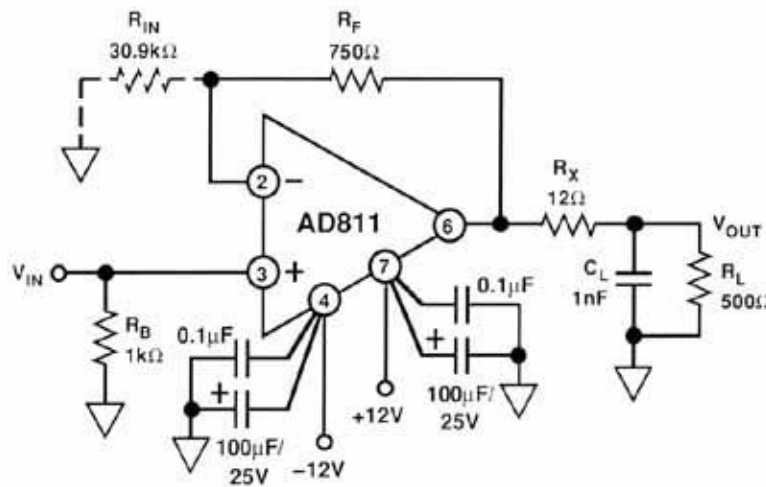 R_IN
30.9kΩ
R_F
750Ω
2
−
AD811
6
R_X
12Ω
V_OUT
V_IN
3
+
7
4
C_L
1nF
R_L
500Ω
R_B
1kΩ
0.1μF
+
100μF/
25V
−12V
+12V
0.1μF
+
100μF/
25V